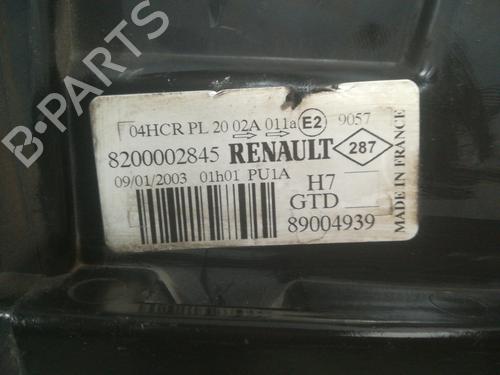 04HCR PL 20 02A 011a E2 9057
8200002845 RENAULT 287
09/01/2003 01h01 PU1A H7
GTD
89004939
MADE IN FRANCE
B-PARTS